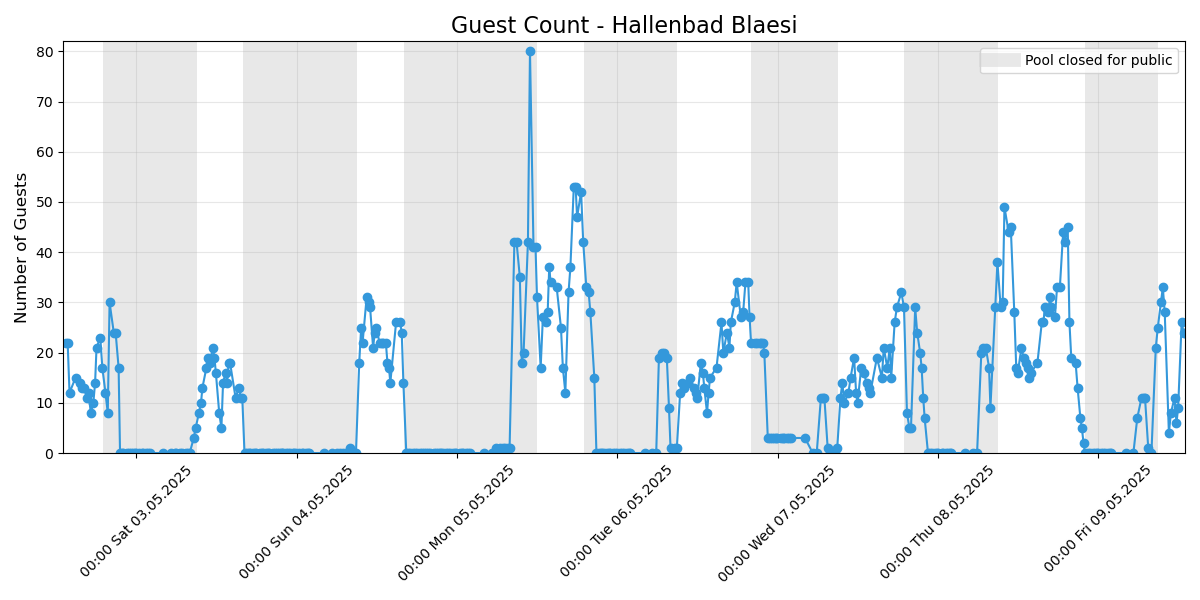 Guest Count - Hallenbad Blaesi
Pool closed for public
Number of Guests
80
70
60
50
40
30
20
10
0
00:00 Sat 03.05.2025
00:00 Sun 04.05.2025
00:00 Mon 05.05.2025
00:00 Tue 06.05.2025
00:00 Wed 07.05.2025
00:00 Thu 08.05.2025
00:00 Fri 09.05.2025